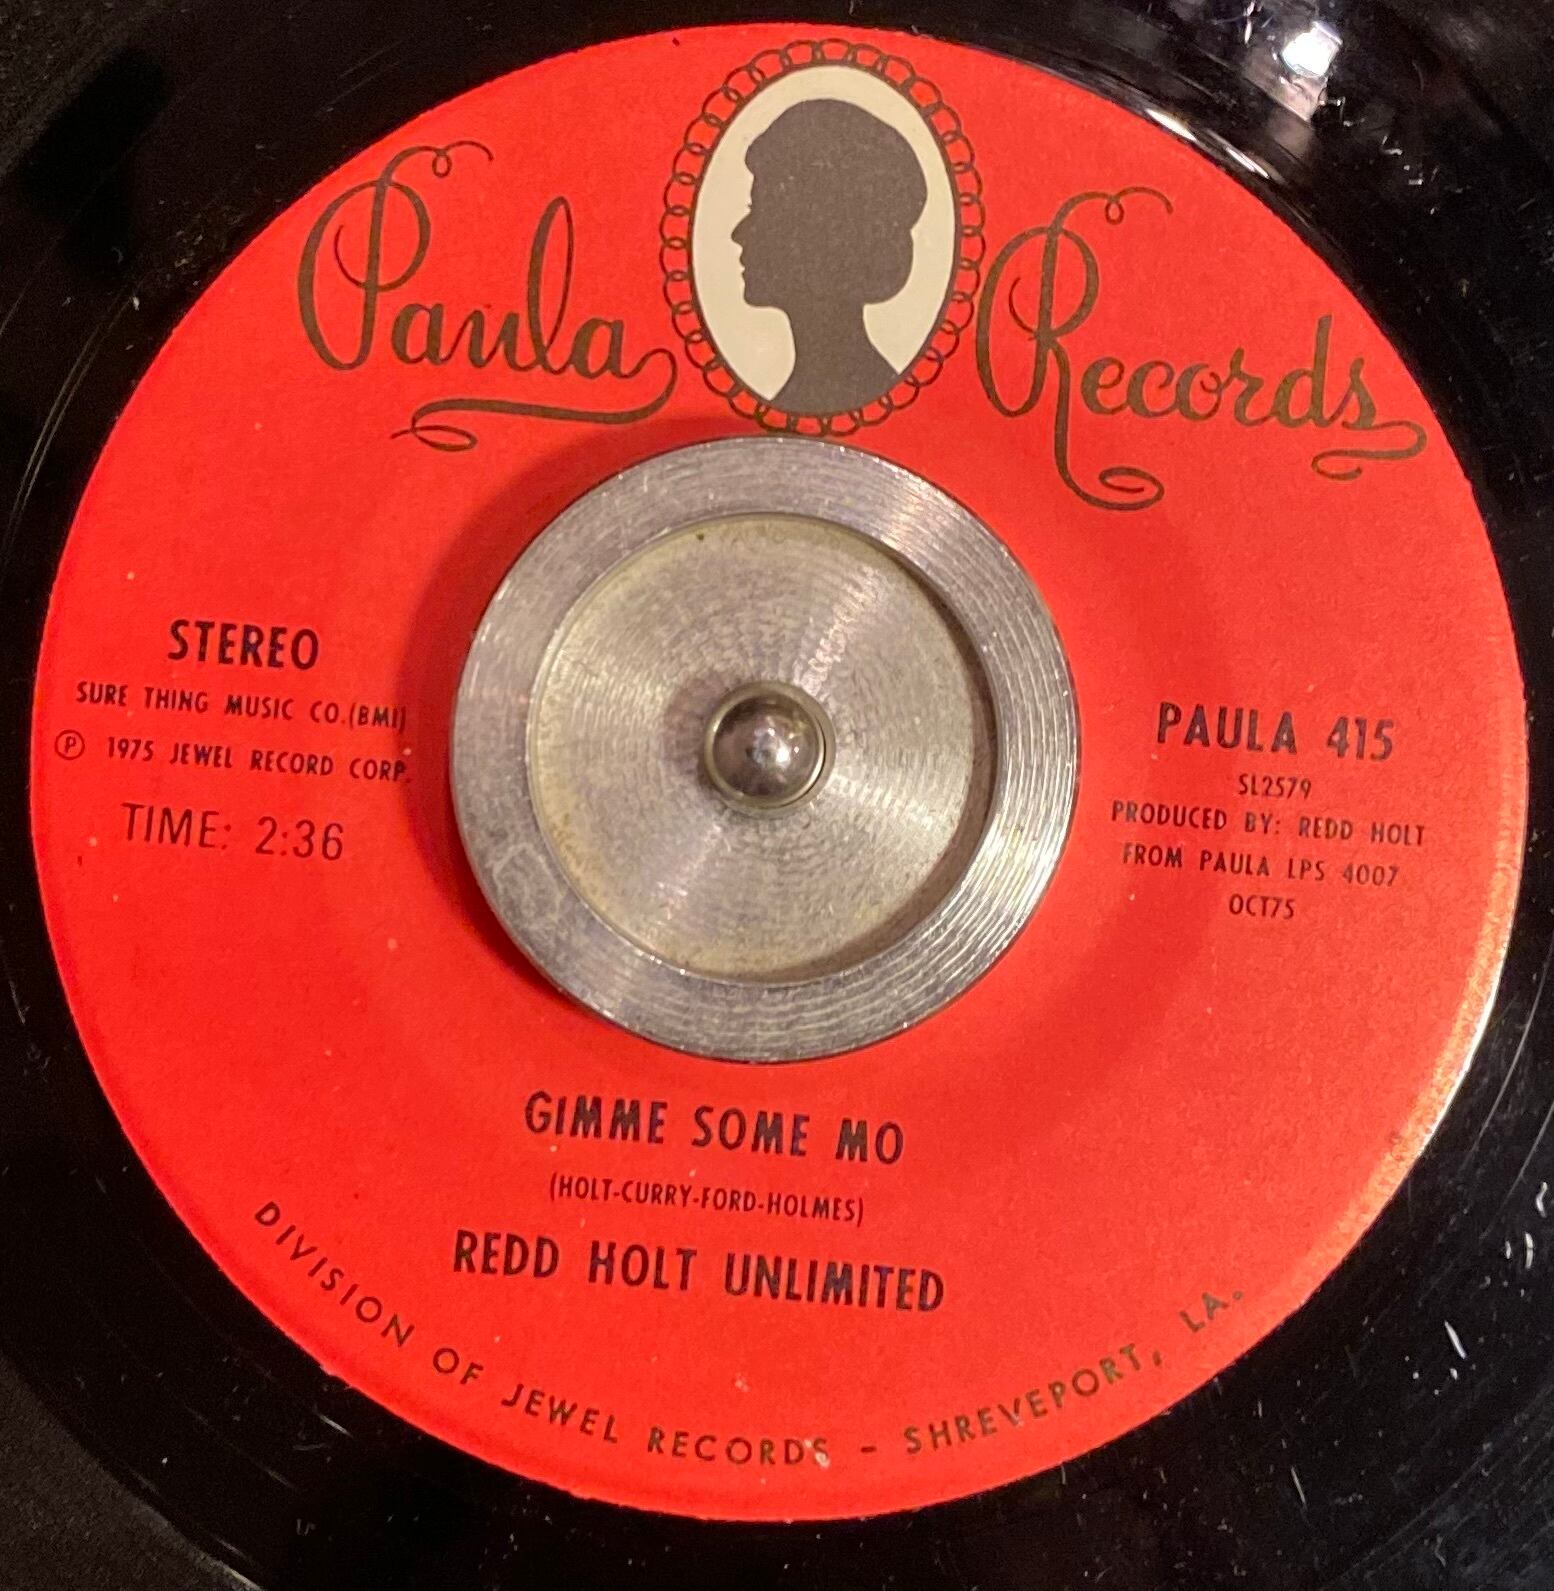 Paula Records
STEREO
SURE THING MUSIC CO.(BMI)
Ⓟ 1975 JEWEL RECORD CORP.
TIME: 2:36
PAULA 415
SL2579
PRODUCED BY: REDD HOLT
FROM PAULA LPS 4007
OCT75
GIMME SOME MO
(HOLT-CURRY-FORD-HOLMES)
REDD HOLT UNLIMITED
DIVISION OF JEWEL RECORDS - SHREVEPORT, LA.